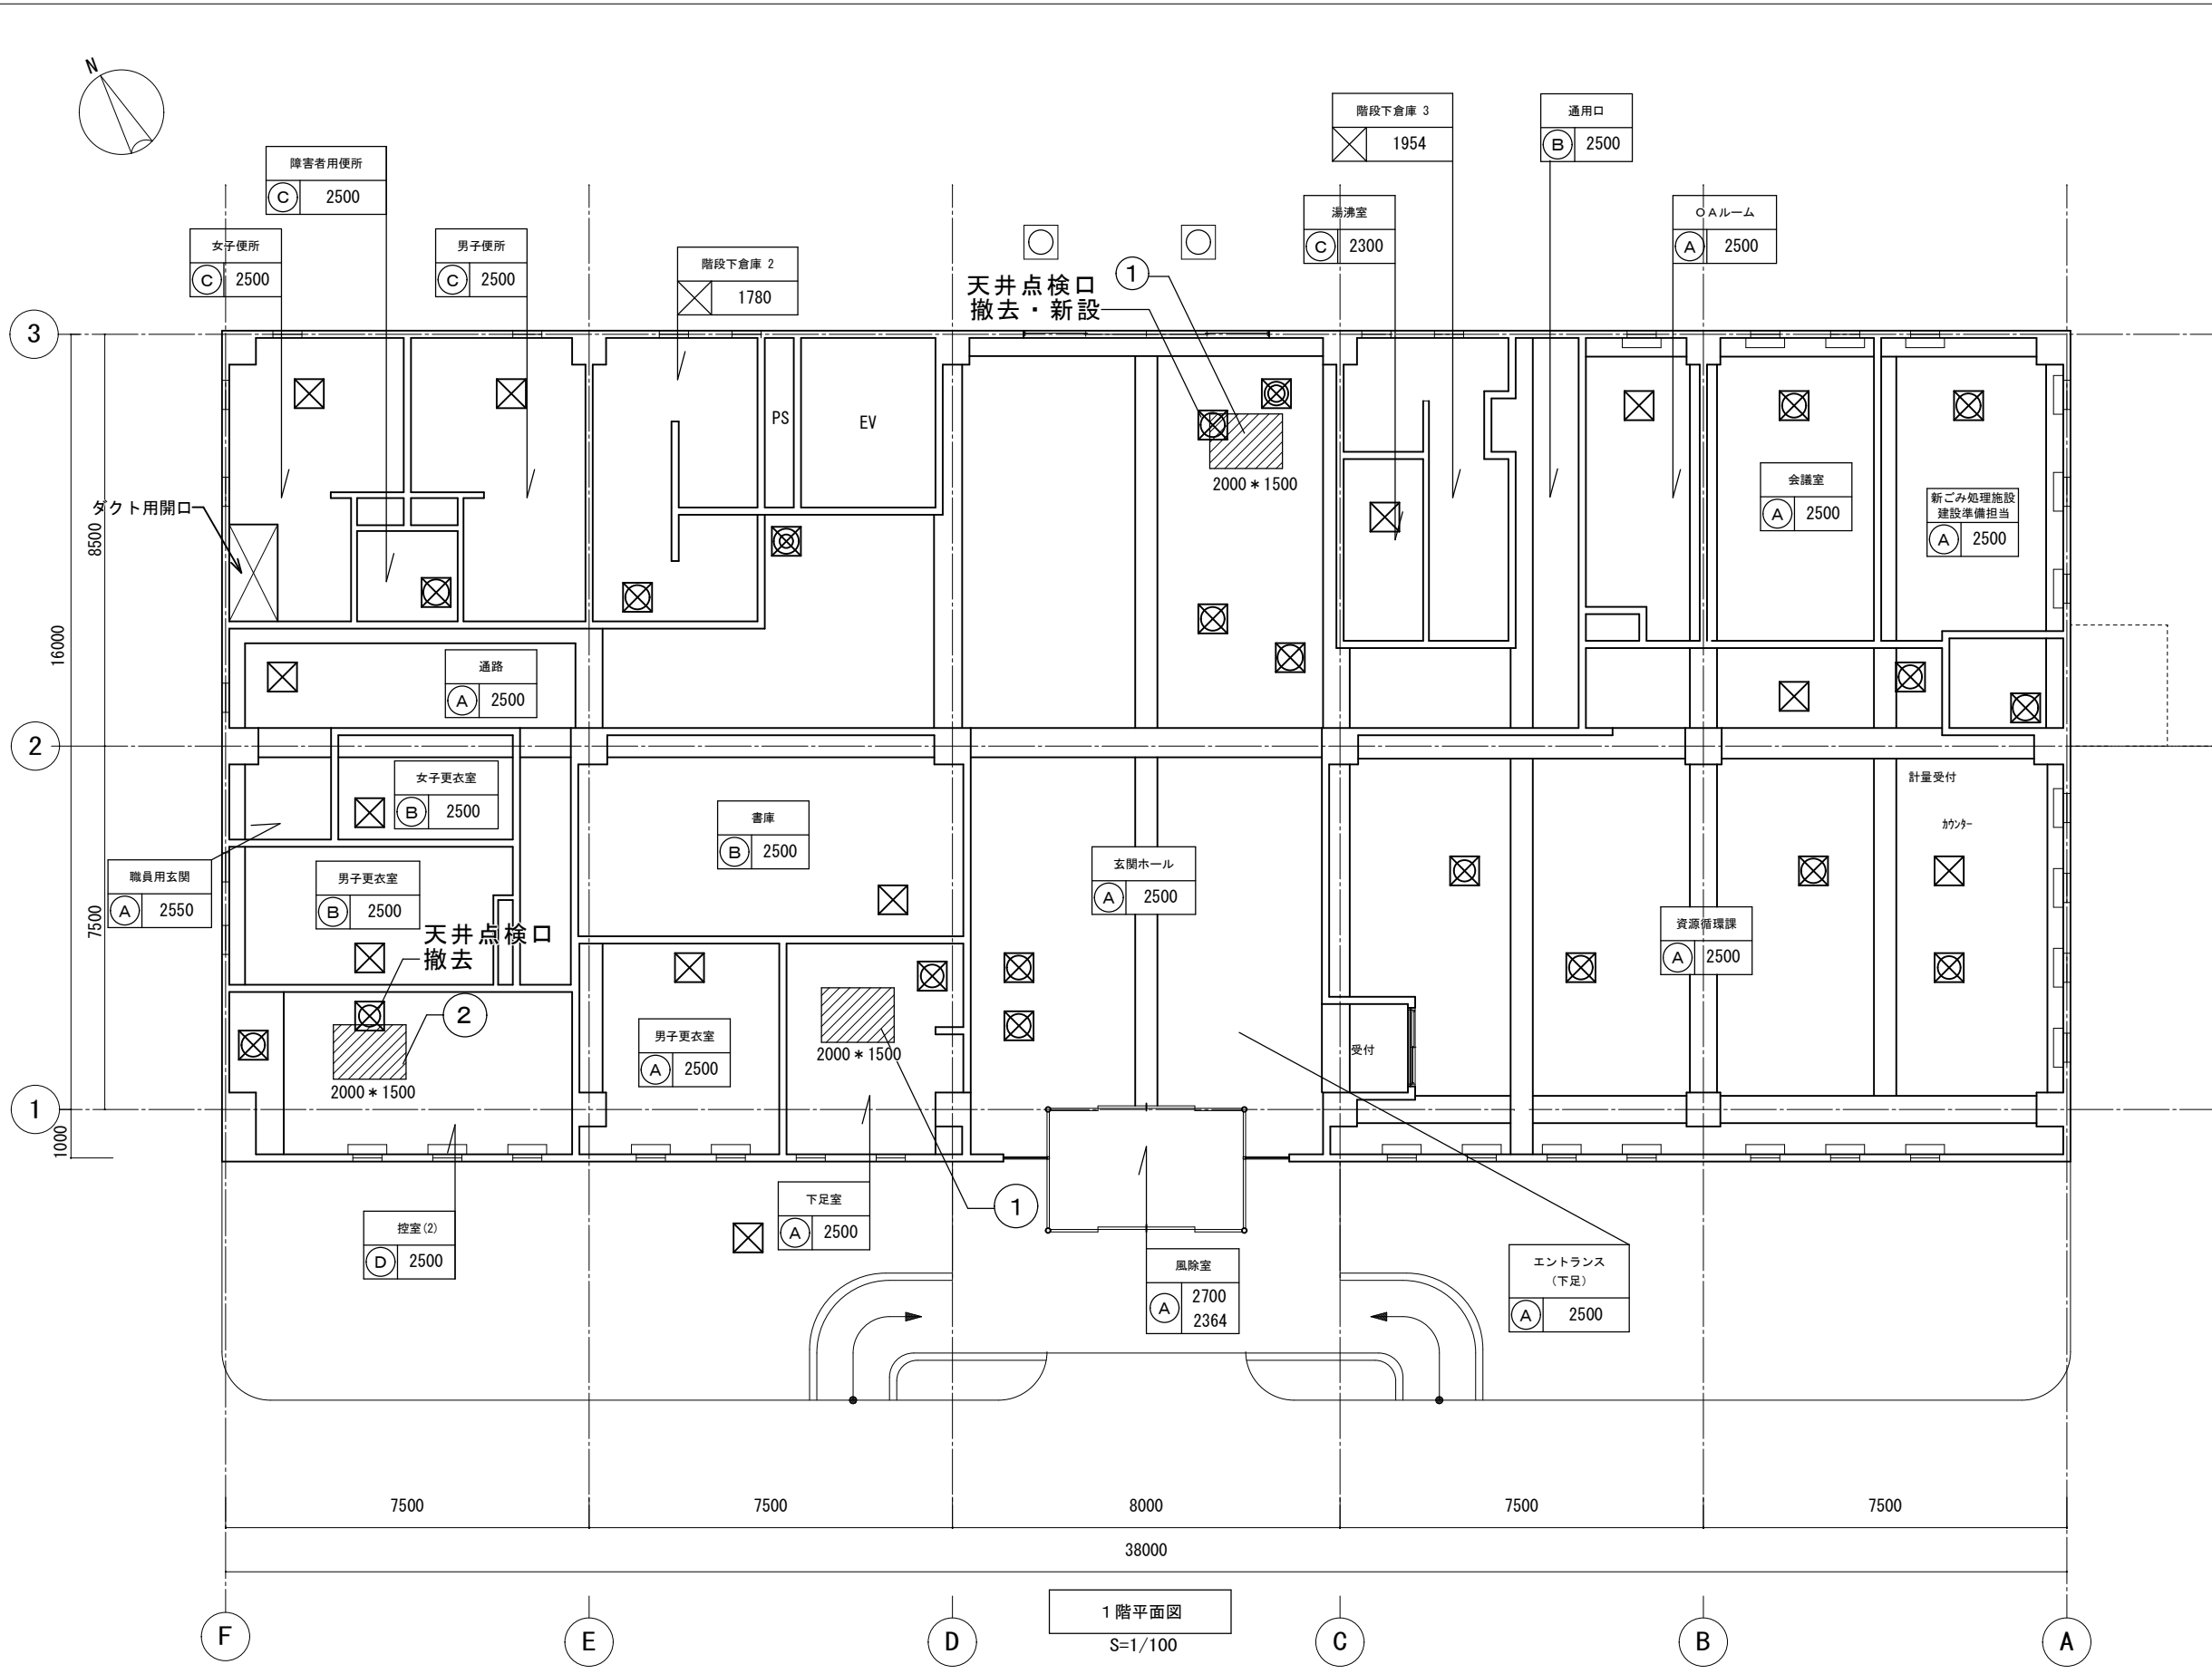 N
障害者用便所
C 2500
女子便所
C 2500
男子便所
C 2500
階段下倉庫 2
1780
天井点検口
撤去・新設
1
階段下倉庫 3
1954
通用口
B 2500
湯沸室
C 2300
OAルーム
A 2500
3
PS
EV
2000*1500
会議室
A 2500
新ごみ処理施設
建設準備担当
A 2500
ダクト用開口
8500
16000
通路
A 2500
2
女子更衣室
B 2500
書庫
B 2500
計量受付
カウンター
職員用玄関
A 2550
男子更衣室
B 2500
玄関ホール
A 2500
7500
天井点検口
撤去
資源循環課
A 2500
2
2000*1500
男子更衣室
A 2500
2000*1500
受付
1
1000
控室(2)
D 2500
下足室
A 2500
1
風除室
A 2700
2364
エントランス
(下足)
A 2500
7500 7500 8000 7500 7500
38000
1階平面図
S=1/100
F E D C B A